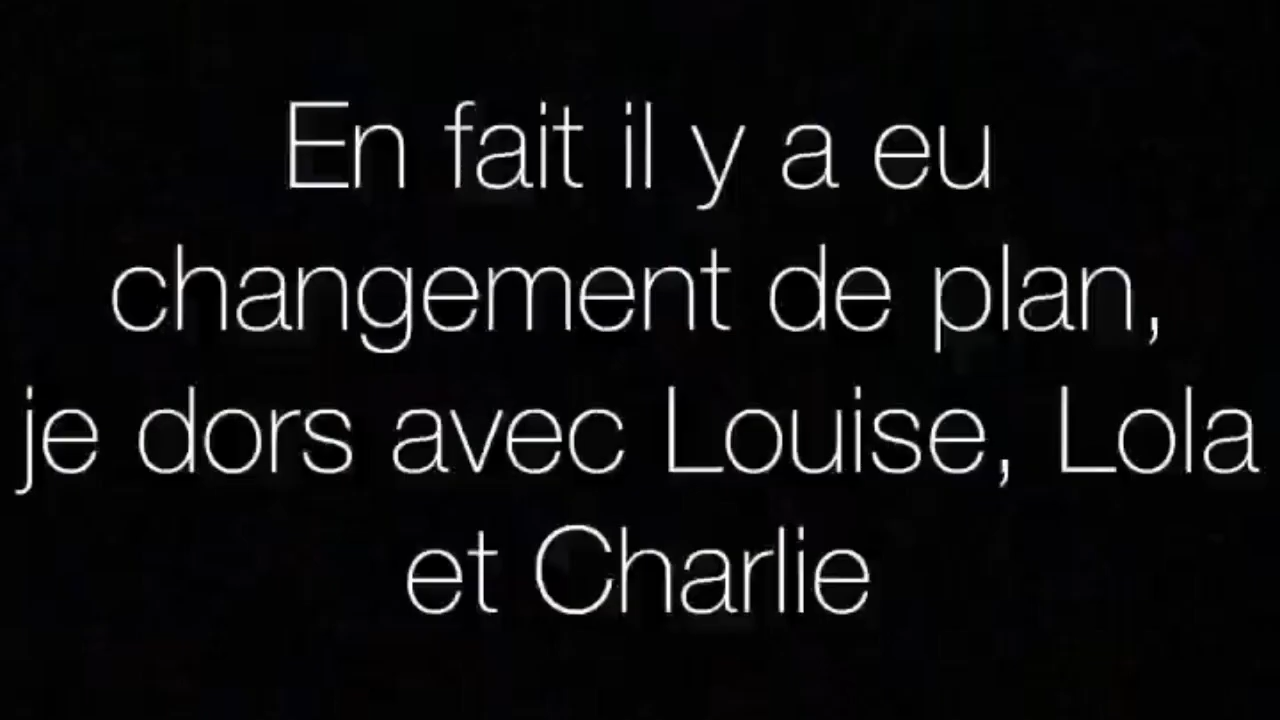 En fait il y a eu
changement de plan,
je dors avec Louise, Lola
et Charlie